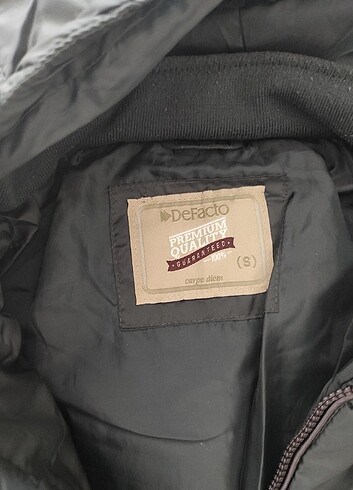 DeFacto
PREMIUM
QUALITY
• GUARANTEED •
100%
(S)
carpe diem